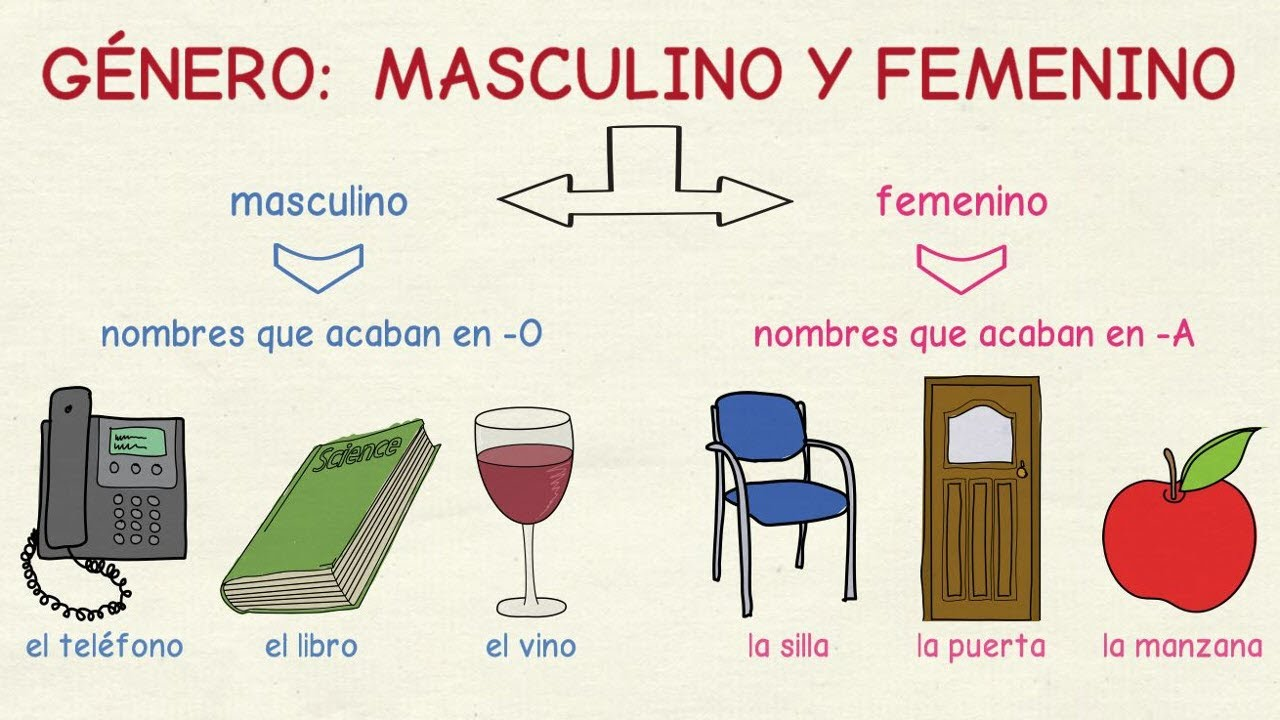 GÉNERO: MASCULINO Y FEMENINO
masculino
femenino
nombres que acaban en -O
nombres que acaban en -A
Science
el teléfono
el libro
el vino
la silla
la puerta
la manzana